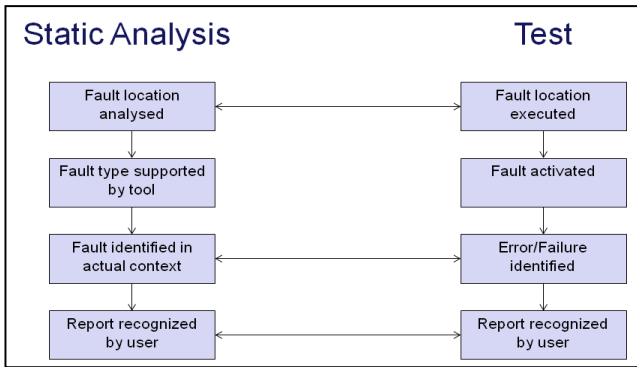 Static Analysis
Test
Fault location
analysed
Fault location
executed
Fault type supported
by tool
Fault activated
Fault identified in
actual context
Error/Failure
identified
Report recognized
by user
Report recognized
by user